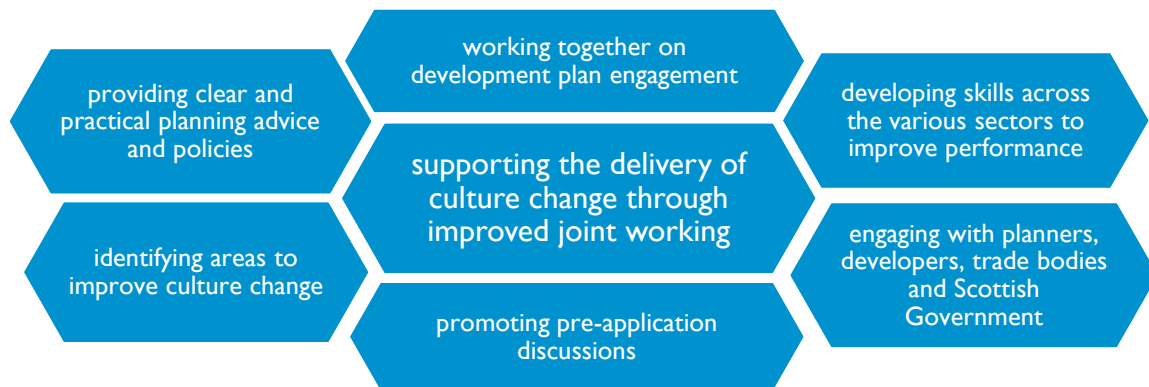 working together on
development plan engagement
providing clear and
practical planning advice
and policies
developing skills across
the various sectors to
improve performance
supporting the delivery of
culture change through
improved joint working
identifying areas to
improve culture change
engaging with planners,
developers, trade bodies
and Scottish
Government
promoting pre-application
discussions